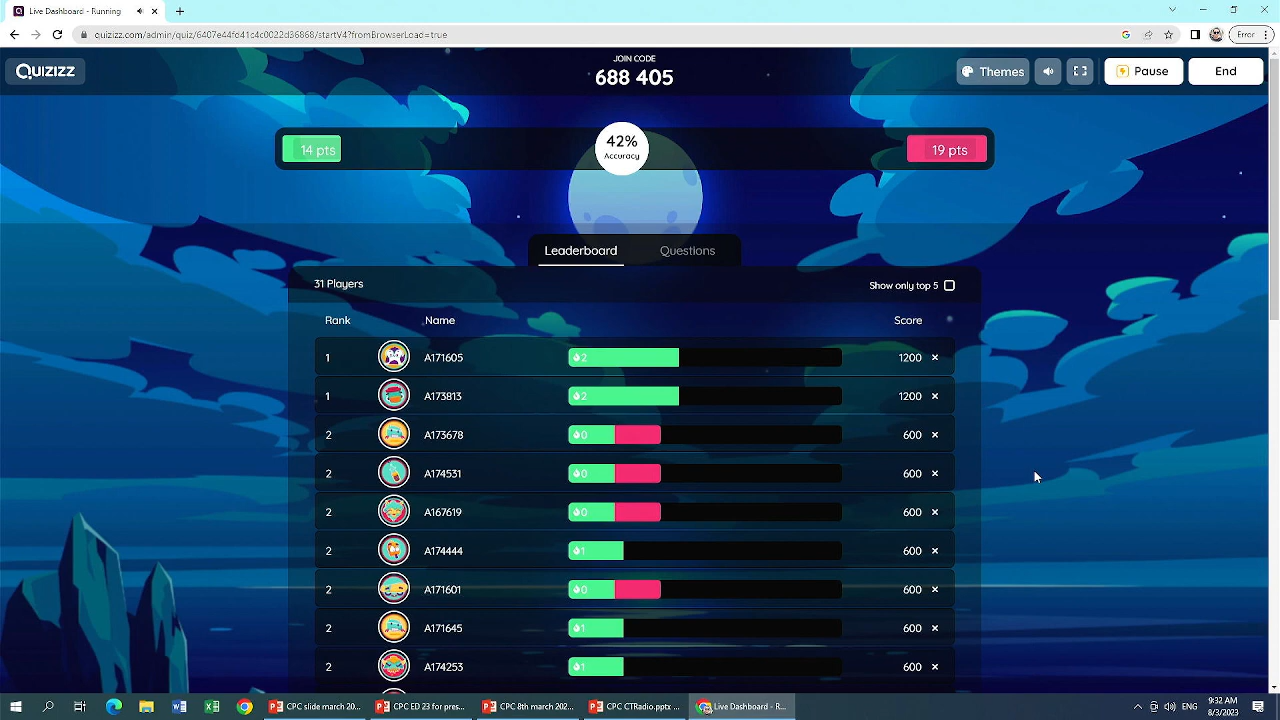 Live Dashboard - Running
quizizz.com/admin/quiz/6407e44fd41c4c0022d36868/startV4?fromBrowserLoad=true
Error
Quizizz
JOIN CODE
688 405
Themes
Pause
End
14 pts
42%
Accuracy
19 pts
Leaderboard
Questions
31 Players
Show only top 5
Rank
Name
Score
1 A171605 2 1200
1 A173813 2 1200
2 A173678 0 600
2 A174531 0 600
2 A167619 0 600
2 A174444 1 600
2 A171601 0 600
2 A171645 1 600
2 A174253 1 600
CPC slide march 20...
CPC ED 23 for pres...
CPC 8th march 202...
CPC CTRadio.pptx ...
Live Dashboard - R...
9:32 AM
8/3/2023